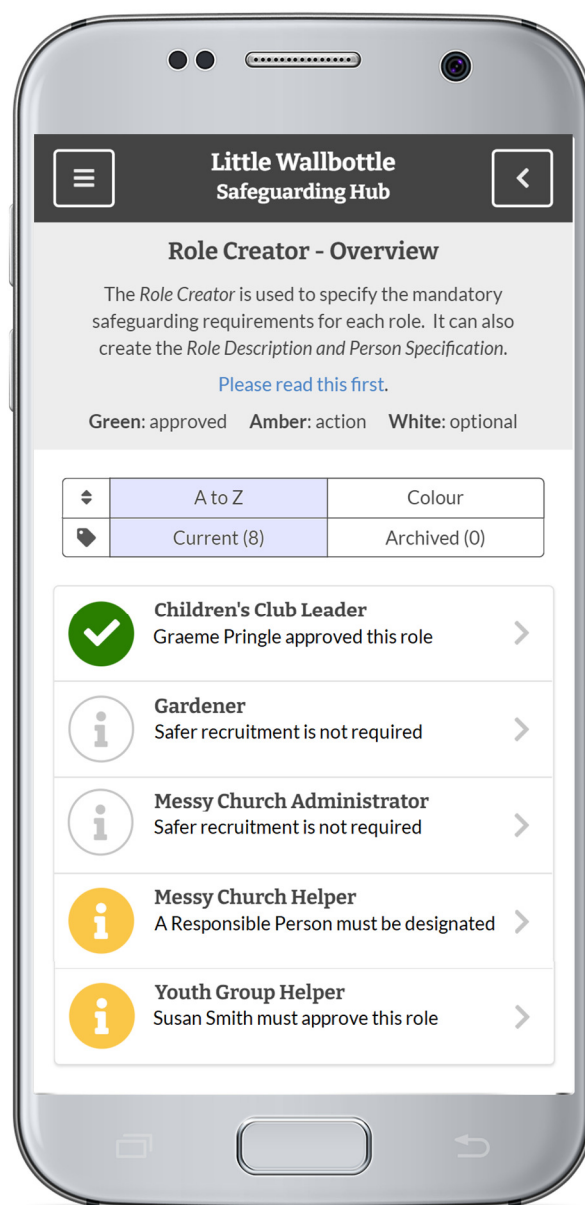 Little Wallbottle
Safeguarding Hub
Role Creator - Overview
The Role Creator is used to specify the mandatory
safeguarding requirements for each role. It can also
create the Role Description and Person Specification.
Please read this first.
Green: approved Amber: action White: optional
A to Z Colour
Current (8) Archived (0)
Children's Club Leader
Graeme Pringle approved this role
Gardener
Safer recruitment is not required
Messy Church Administrator
Safer recruitment is not required
Messy Church Helper
A Responsible Person must be designated
Youth Group Helper
Susan Smith must approve this role